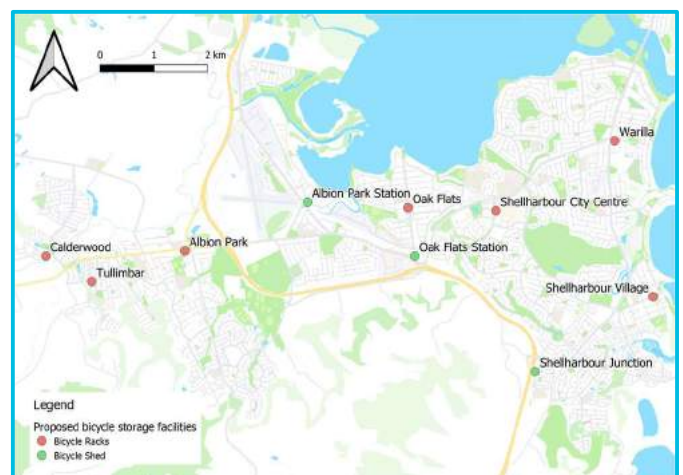 0 1 2 km
Warilla
Albion Park Station
Oak Flats
Shellharbour City Centre
Albion Park
Oak Flats Station
Calderwood
Tullimbar
Shellharbour Village
Shellharbour Junction
Legend
Proposed bicycle storage facilities
Bicycle Racks
Bicycle Shed